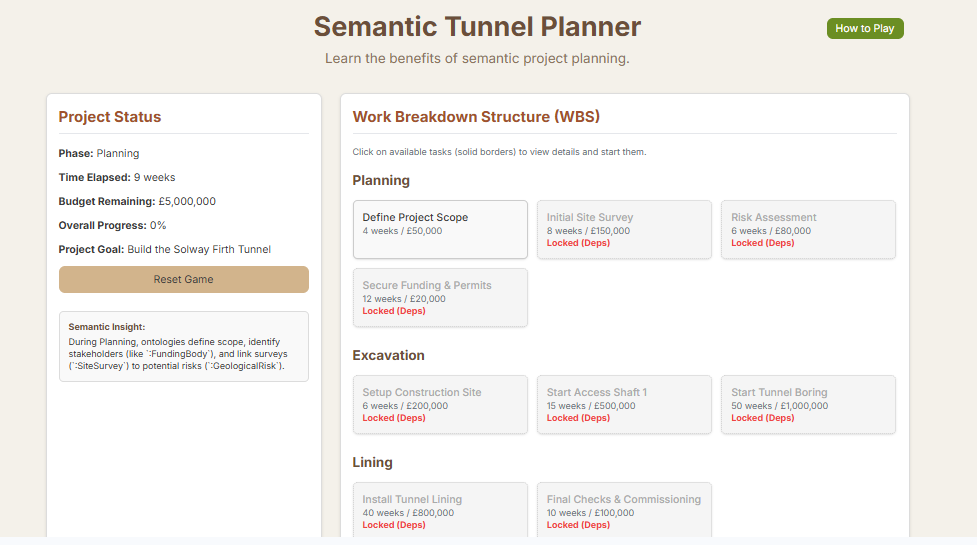 Semantic Tunnel Planner
How to Play
Learn the benefits of semantic project planning.
Project Status
Phase: Planning
Time Elapsed: 9 weeks
Budget Remaining: £5,000,000
Overall Progress: 0%
Project Goal: Build the Solway Firth Tunnel
Reset Game
Semantic Insight:
During Planning, ontologies define scope, identify
stakeholders (like `:FundingBody`), and link surveys
(`:SiteSurvey`) to potential risks (`:GeologicalRisk`).
Work Breakdown Structure (WBS)
Click on available tasks (solid borders) to view details and start them.
Planning
Define Project Scope
4 weeks / £50,000
Initial Site Survey
8 weeks / £150,000
Locked (Deps)
Risk Assessment
6 weeks / £80,000
Locked (Deps)
Secure Funding & Permits
12 weeks / £20,000
Locked (Deps)
Excavation
Setup Construction Site
6 weeks / £200,000
Locked (Deps)
Start Access Shaft 1
15 weeks / £500,000
Locked (Deps)
Start Tunnel Boring
50 weeks / £1,000,000
Locked (Deps)
Lining
Install Tunnel Lining
40 weeks / £800,000
Locked (Deps)
Final Checks & Commissioning
10 weeks / £100,000
Locked (Deps)